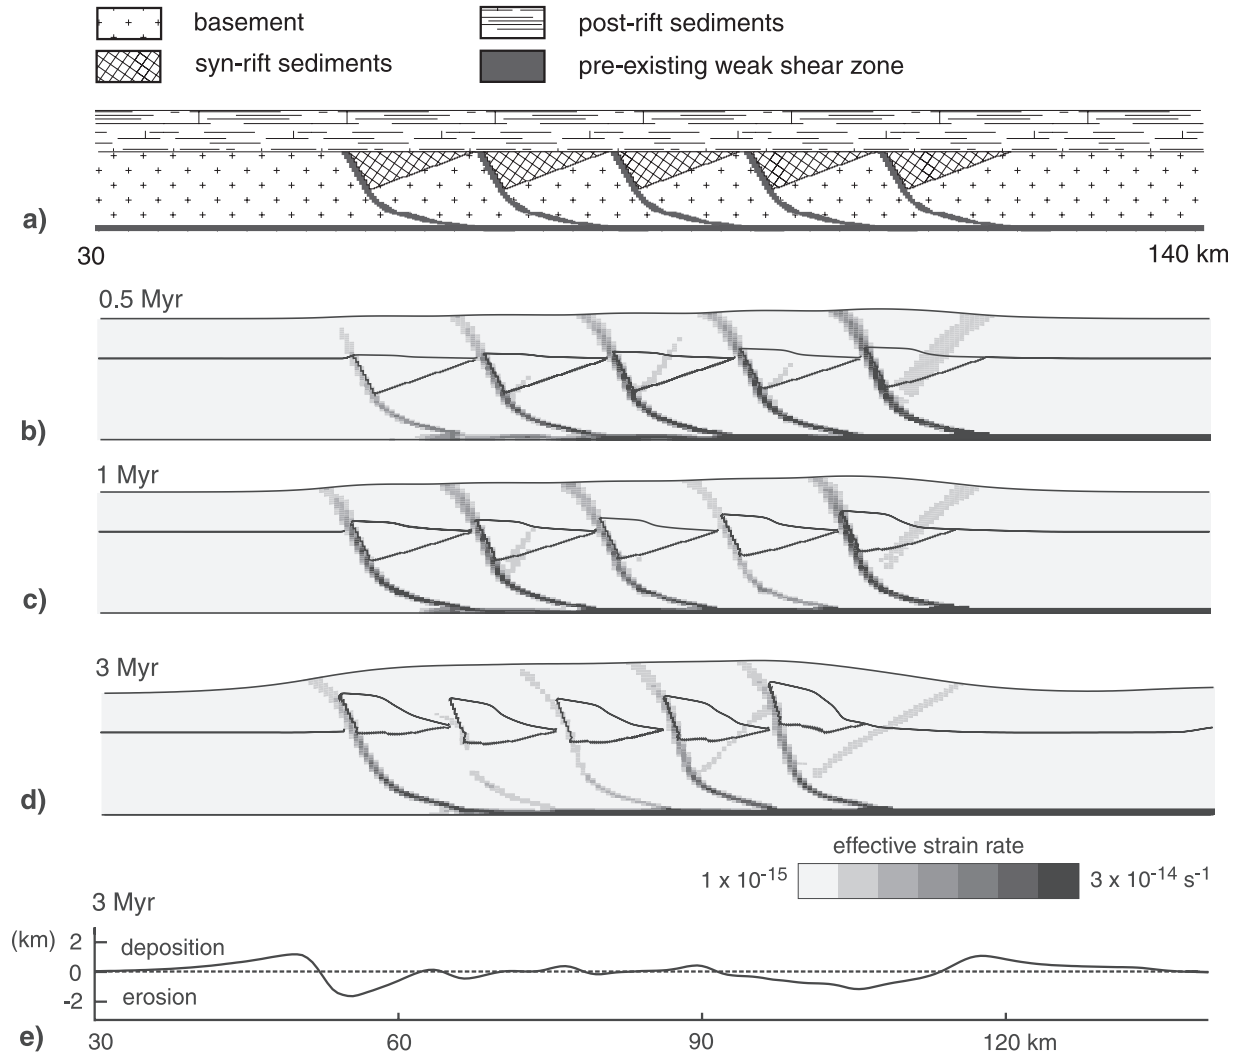 basement
post-rift sediments
syn-rift sediments
pre-existing weak shear zone
a)
30
140 km
0.5 Myr
b)
1 Myr
c)
3 Myr
d)
effective strain rate
1 x 10-15
3 x 10-14 s-1
3 Myr
(km)
2
deposition
0
erosion
-2
e)
30
60
90
120 km